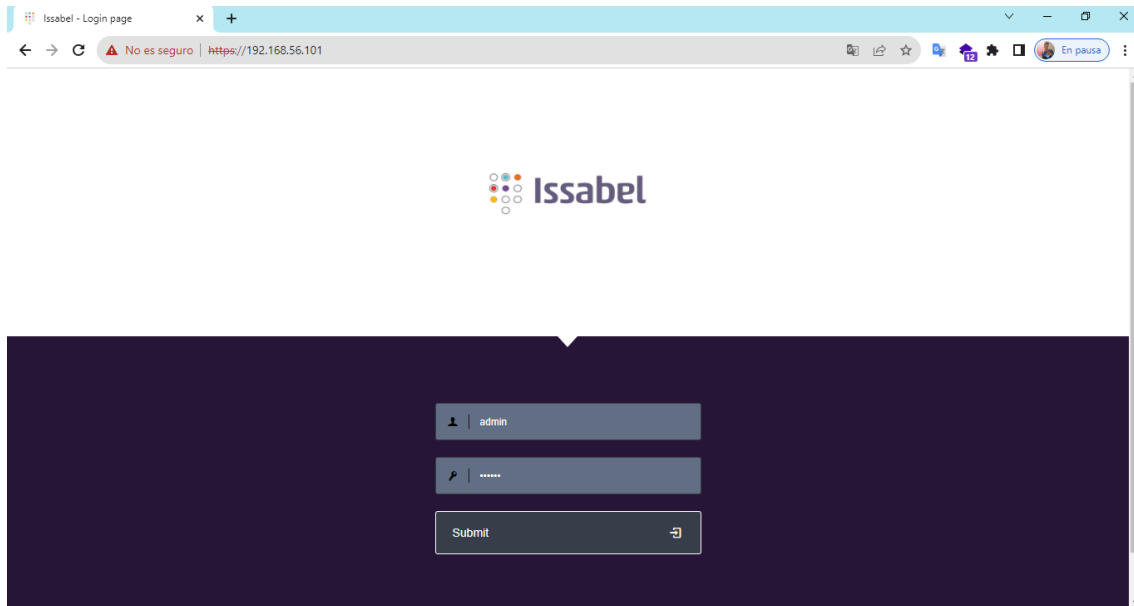 Issabel - Login page
No es seguro | https://192.168.56.101
12
En pausa
Issabel
admin
••••••
Submit